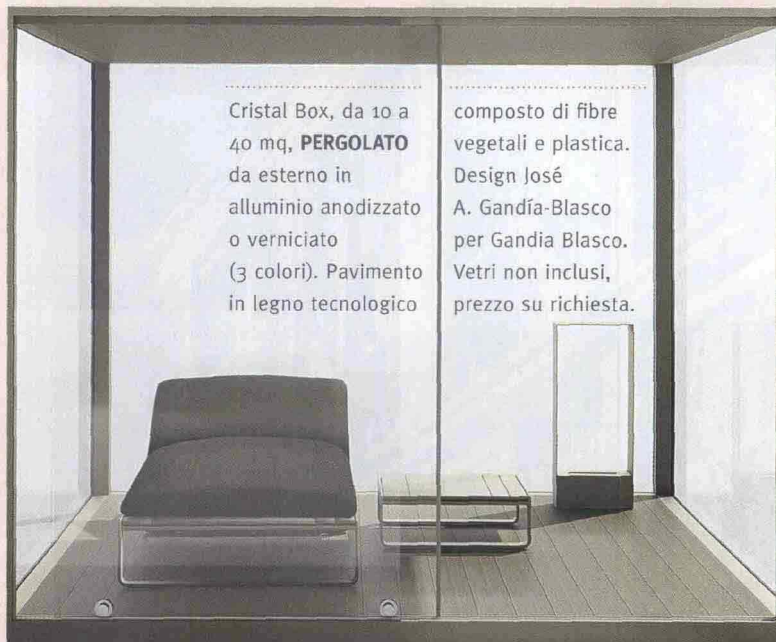 Cristal Box, da 10 a
40 mq, PERGOLATO
da esterno in
alluminio anodizzato
o verniciato
(3 colori). Pavimento
in legno tecnologico
composto di fibre
vegetali e plastica.
Design José
A. Gandía-Blasco
per Gandia Blasco.
Vetri non inclusi,
prezzo su richiesta.